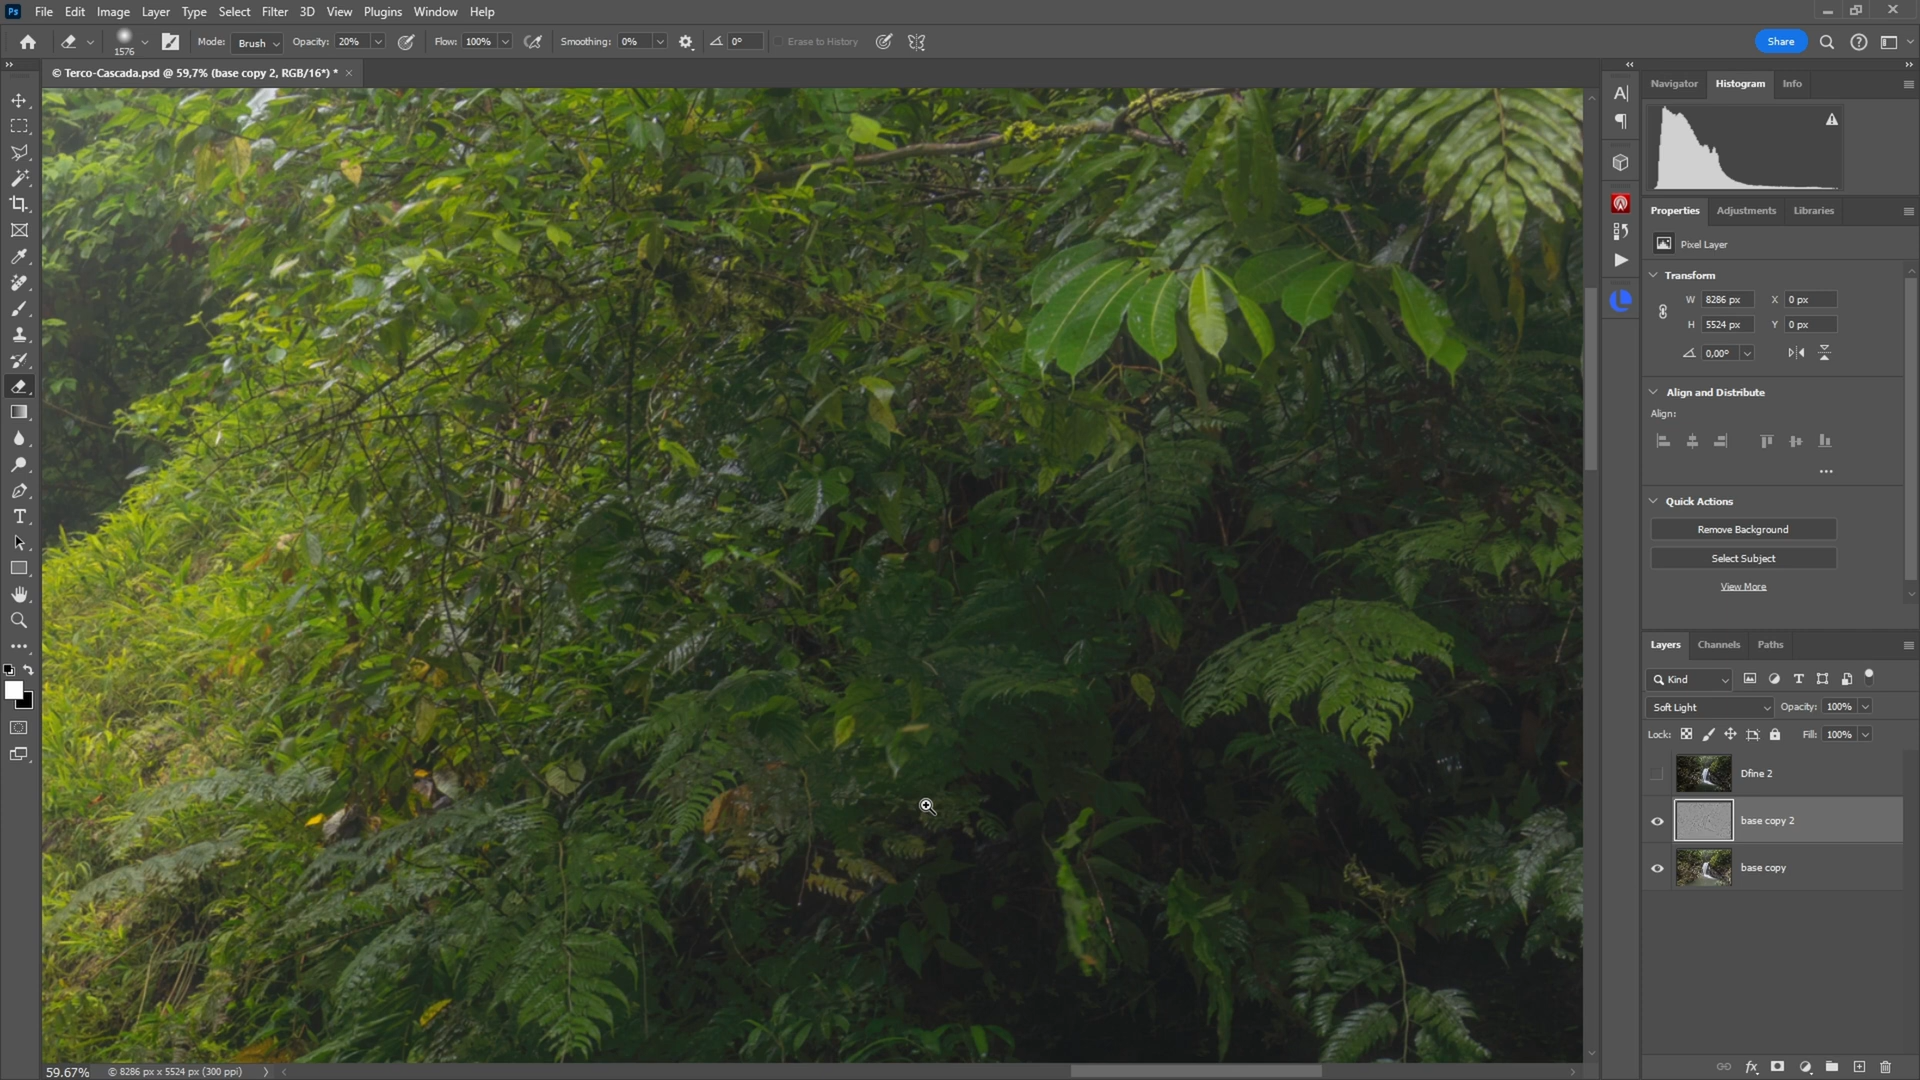 Ps File Edit Image Layer Type Select Filter 3D View Plugins Window Help
1576 Mode: Brush Opacity: 20% Flow: 100% Smoothing: 0% 0° Erase to History Share
© Terco-Cascada.psd @ 59,7% (base copy 2, RGB/16*) * ×
Navigator Histogram Info
Properties Adjustments Libraries
Pixel Layer
Transform
W 8286 px X 0 px
H 5524 px Y 0 px
0,00°
Align and Distribute
Align:
Quick Actions
Remove Background
Select Subject
View More
Layers Channels Paths
Kind
Soft Light Opacity: 100%
Lock: Fill: 100%
Dfine 2
base copy 2
base copy
59.67% © 8286 px x 5524 px (300 ppi)